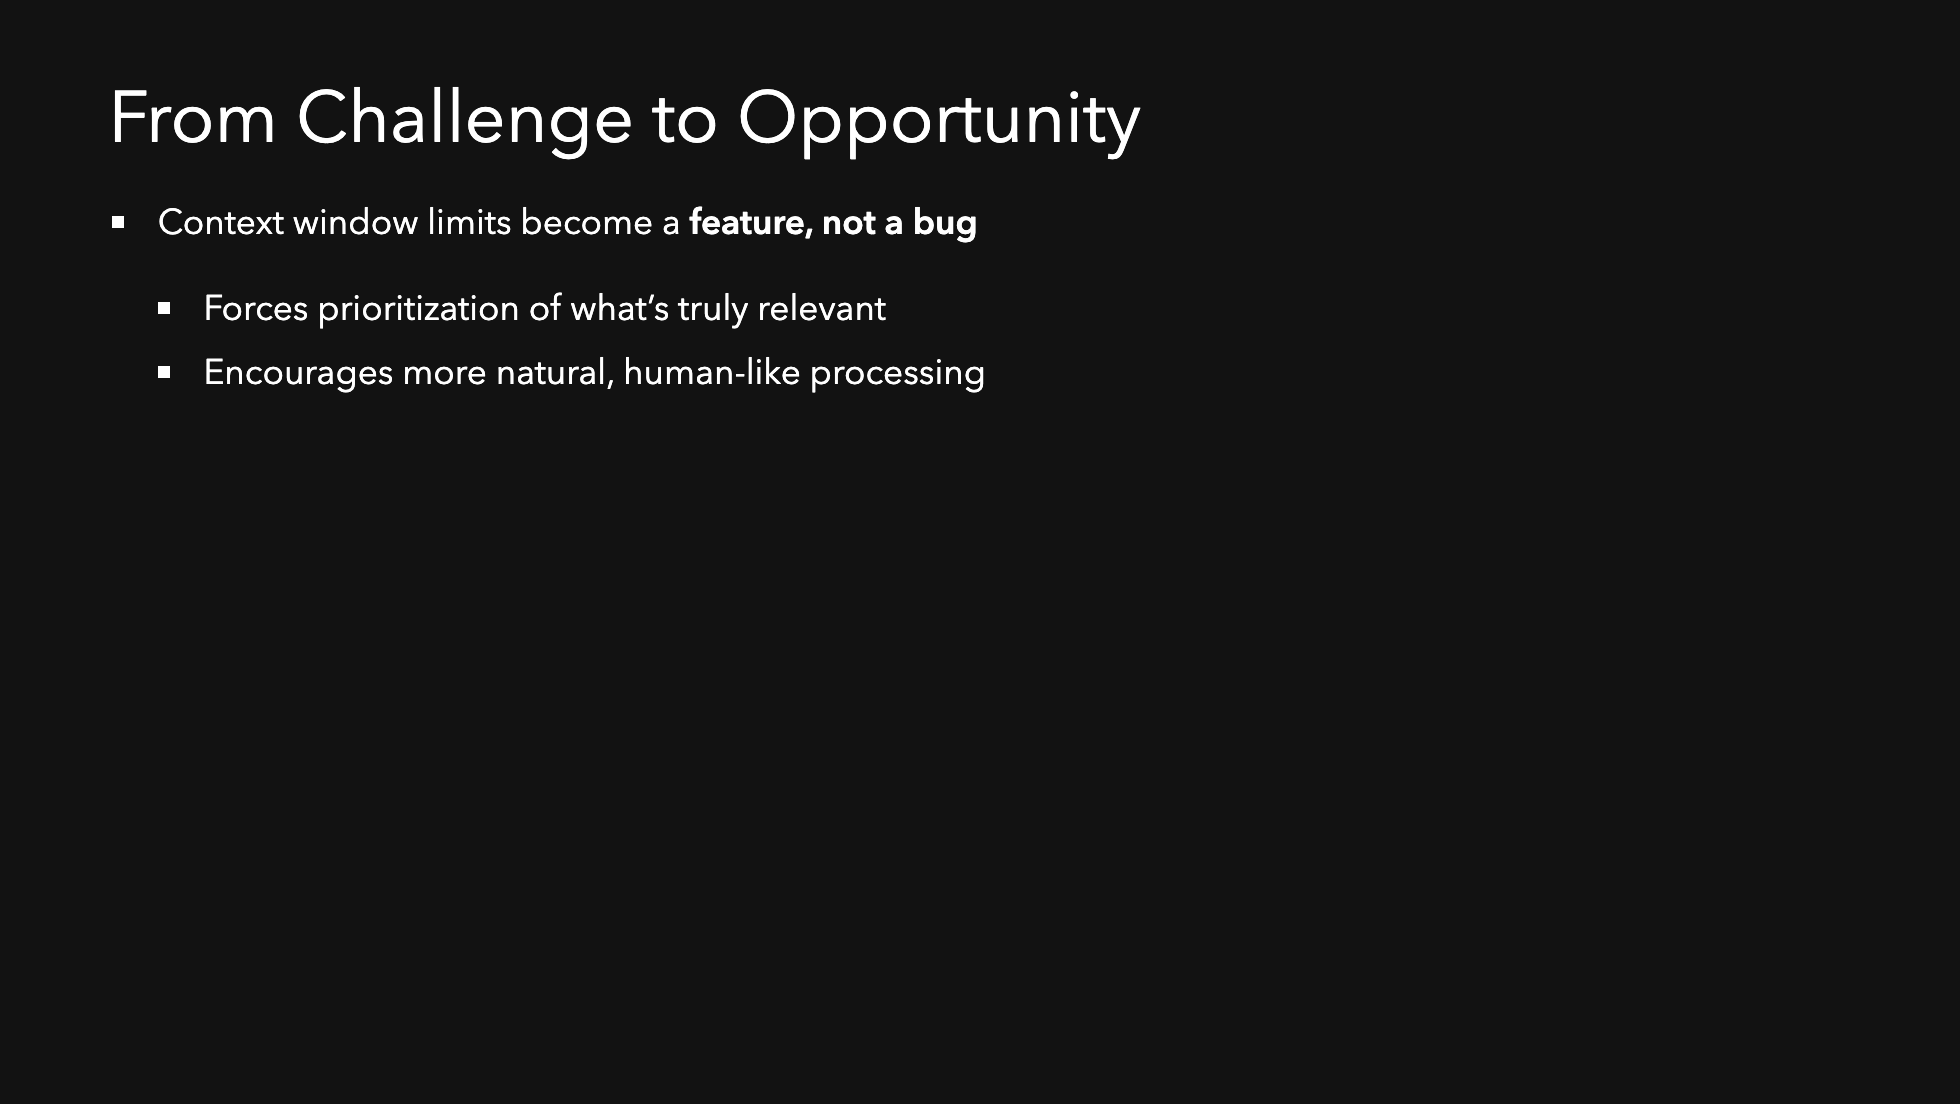 From Challenge to Opportunity
▪ Context window limits become a feature, not a bug
▪ Forces prioritization of what’s truly relevant
▪ Encourages more natural, human-like processing